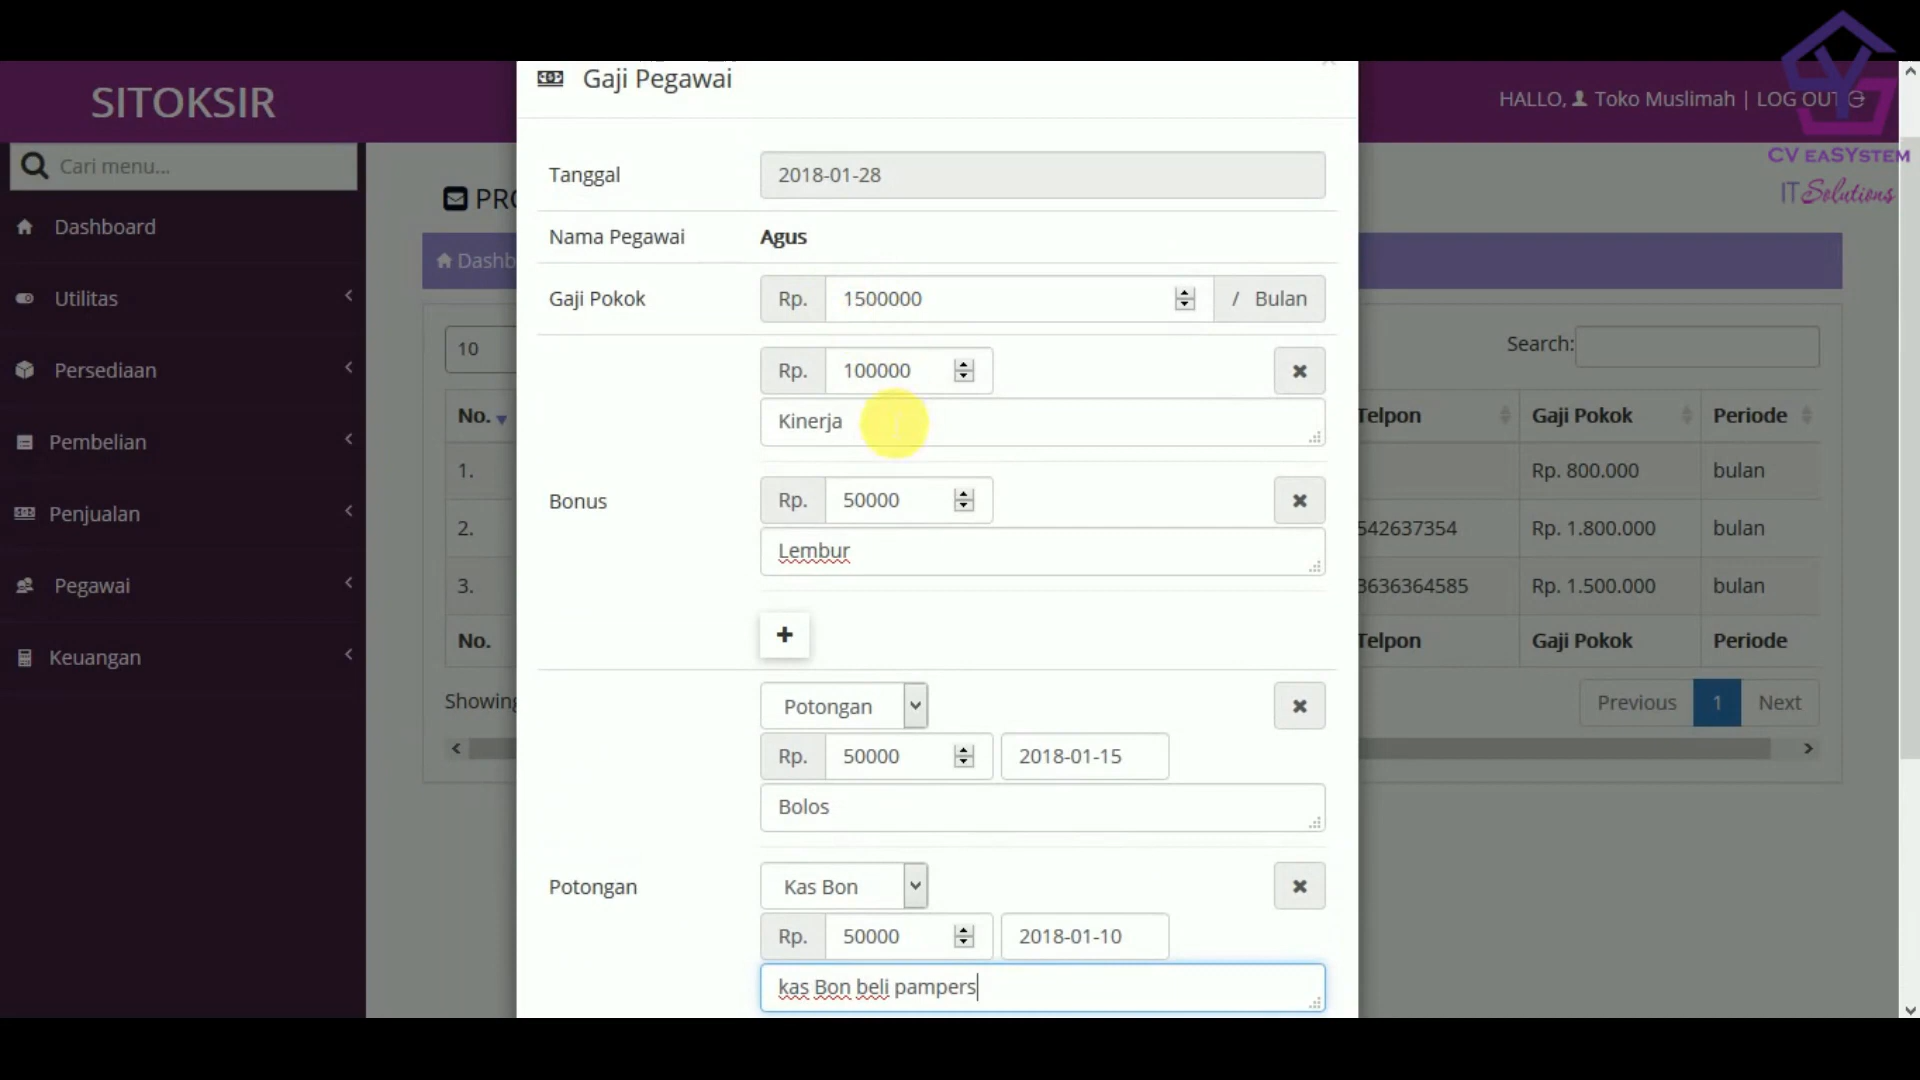 SITOKSIR
Cari menu...
Dashboard
Utilitas
Persediaan
Pembelian
Penjualan
Pegawai
Keuangan
HALLO, Toko Muslimah | LOG OUT
CV eaSYstem
IT Solutions
Gaji Pegawai
Tanggal 2018-01-28
Nama Pegawai Agus
Gaji Pokok Rp. 1500000 / Bulan
Rp. 100000
Kinerja
Bonus Rp. 50000
Lembur
+
Potongan
Rp. 50000 2018-01-15
Bolos
Potongan Kas Bon
Rp. 50000 2018-01-10
kas Bon beli pampers
10
Search:
No. Telpon Gaji Pokok Periode
1. Rp. 800.000 bulan
2. 542637354 Rp. 1.800.000 bulan
3. 3636364585 Rp. 1.500.000 bulan
No. Telpon Gaji Pokok Periode
Previous 1 Next